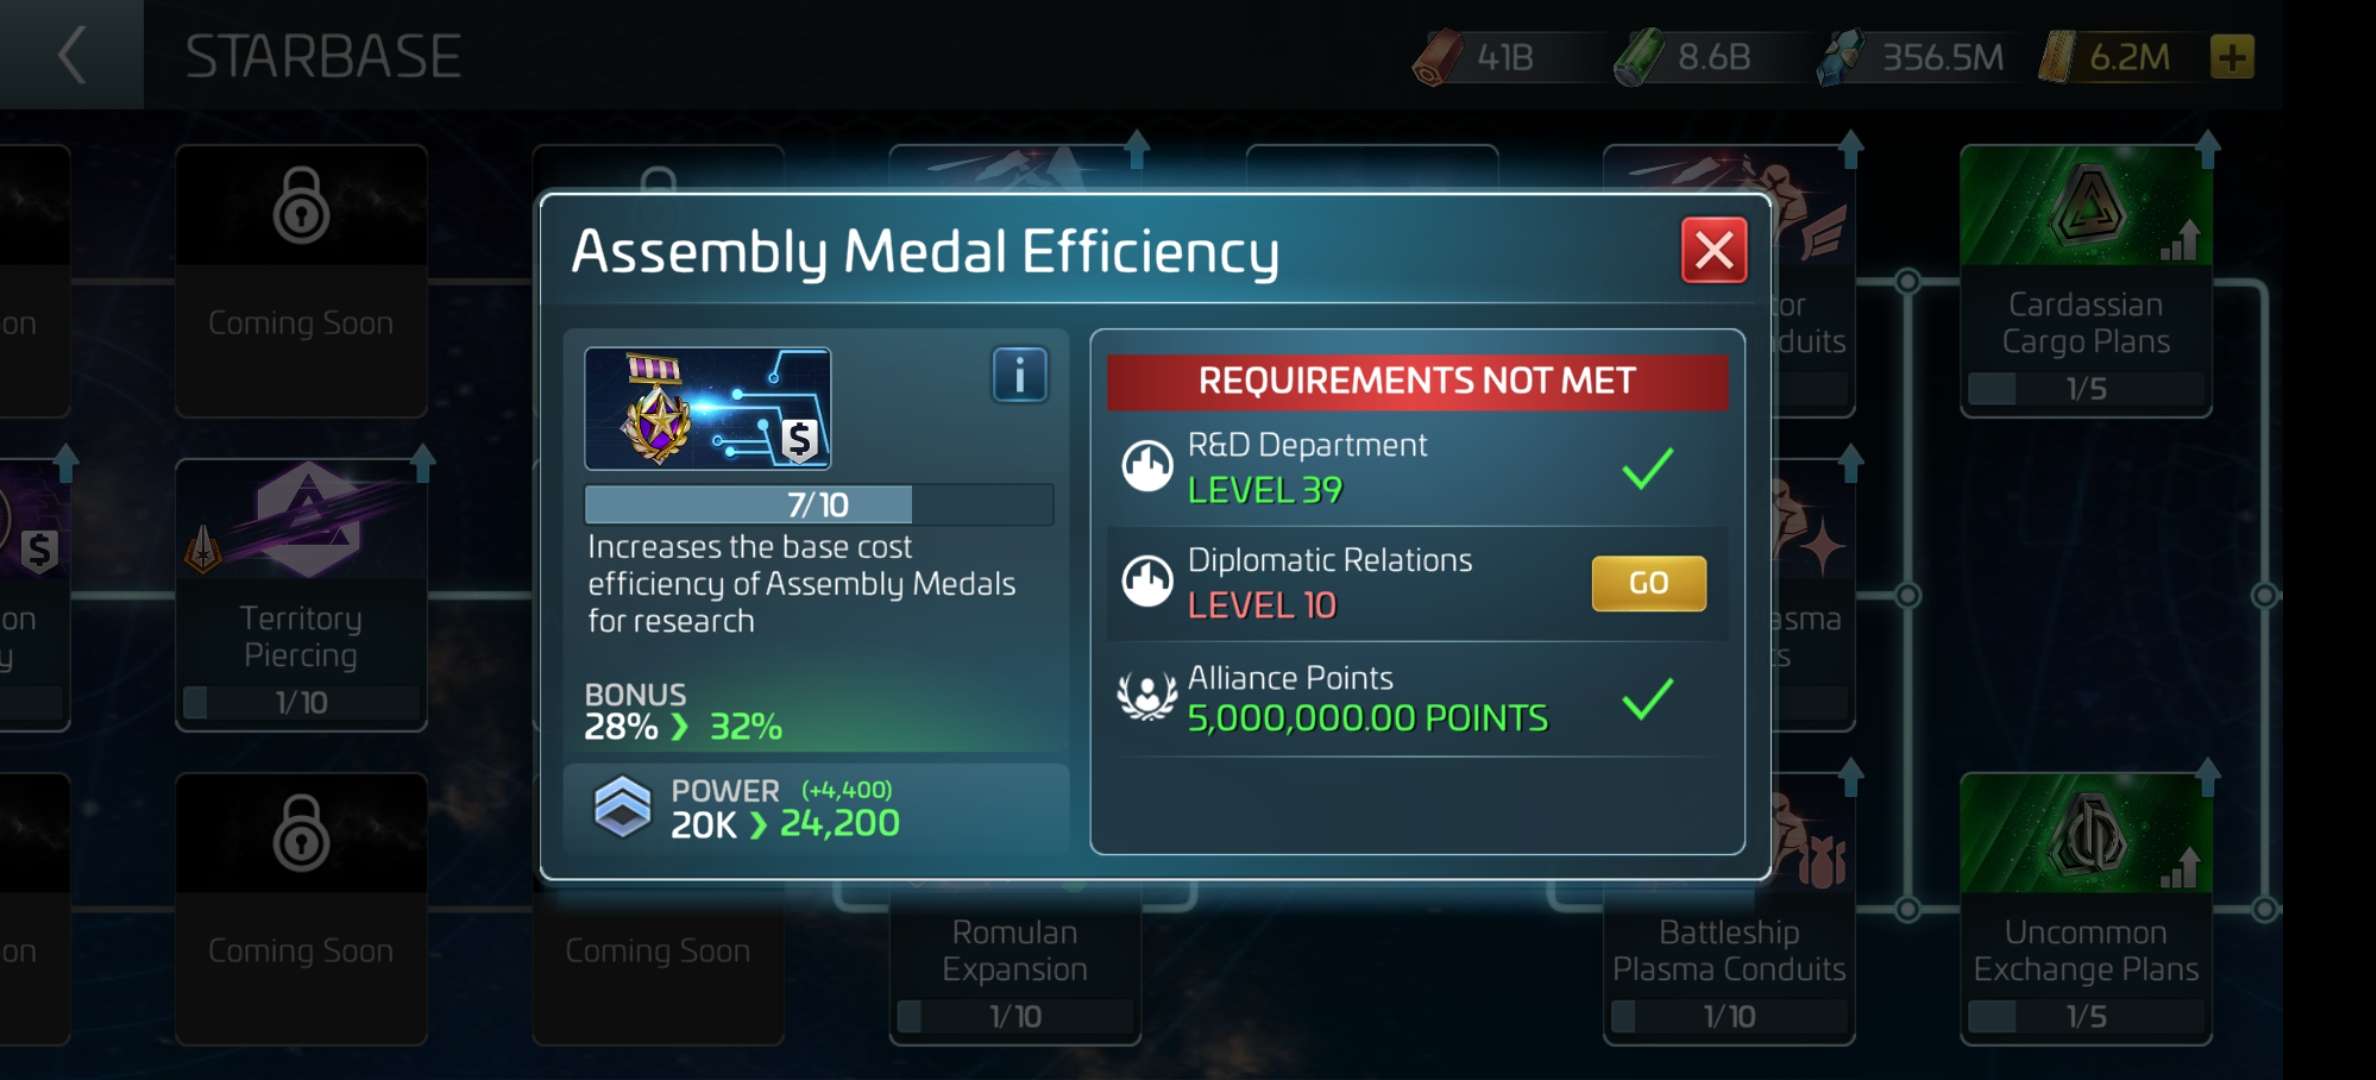 STARBASE
41B
8.6B
356.5M
6.2M
on
Coming Soon
Cardassian
Cargo Plans
1/5
Assembly Medal Efficiency
i
$
7/10
Increases the base cost
efficiency of Assembly Medals
for research
BONUS
28% 32%
POWER (+4,400)
20K 24,200
REQUIREMENTS NOT MET
R&D Department
LEVEL 39
Diplomatic Relations
LEVEL 10
GO
Alliance Points
5,000,000.00 POINTS
tor
duits
$
on
y
Territory
Piercing
1/10
asma
ts
on
Coming Soon
Coming Soon
Romulan
Expansion
1/10
Battleship
Plasma Conduits
1/10
Uncommon
Exchange Plans
1/5